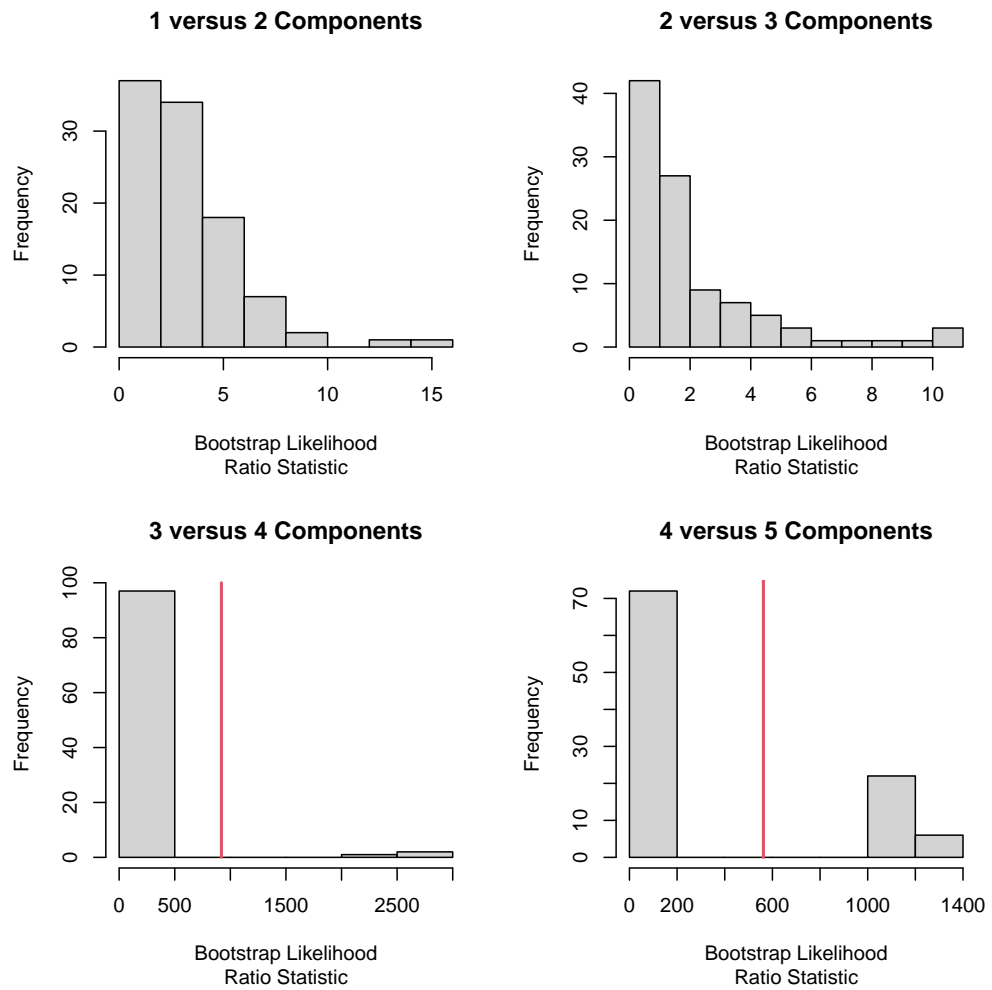 1 versus 2 Components
Frequency
30
20
10
0
0 5 10 15
Bootstrap Likelihood
Ratio Statistic
2 versus 3 Components
Frequency
40
30
20
10
0
0 2 4 6 8 10
Bootstrap Likelihood
Ratio Statistic
3 versus 4 Components
Frequency
100
80
60
40
20
0
0 500 1500 2500
Bootstrap Likelihood
Ratio Statistic
4 versus 5 Components
Frequency
70
50
30
10
0
0 200 600 1000 1400
Bootstrap Likelihood
Ratio Statistic